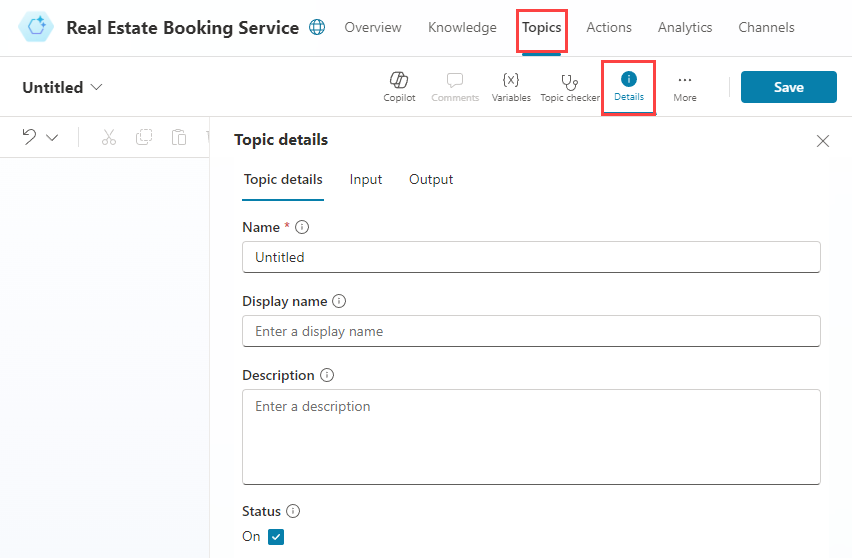 Real Estate Booking Service Overview Knowledge Topics Actions Analytics Channels
Untitled
Copilot Comments {x} Variables Topic checker Details ... More Save
Topic details
Topic details Input Output
Name *
Untitled
Display name
Enter a display name
Description
Enter a description
Status
On